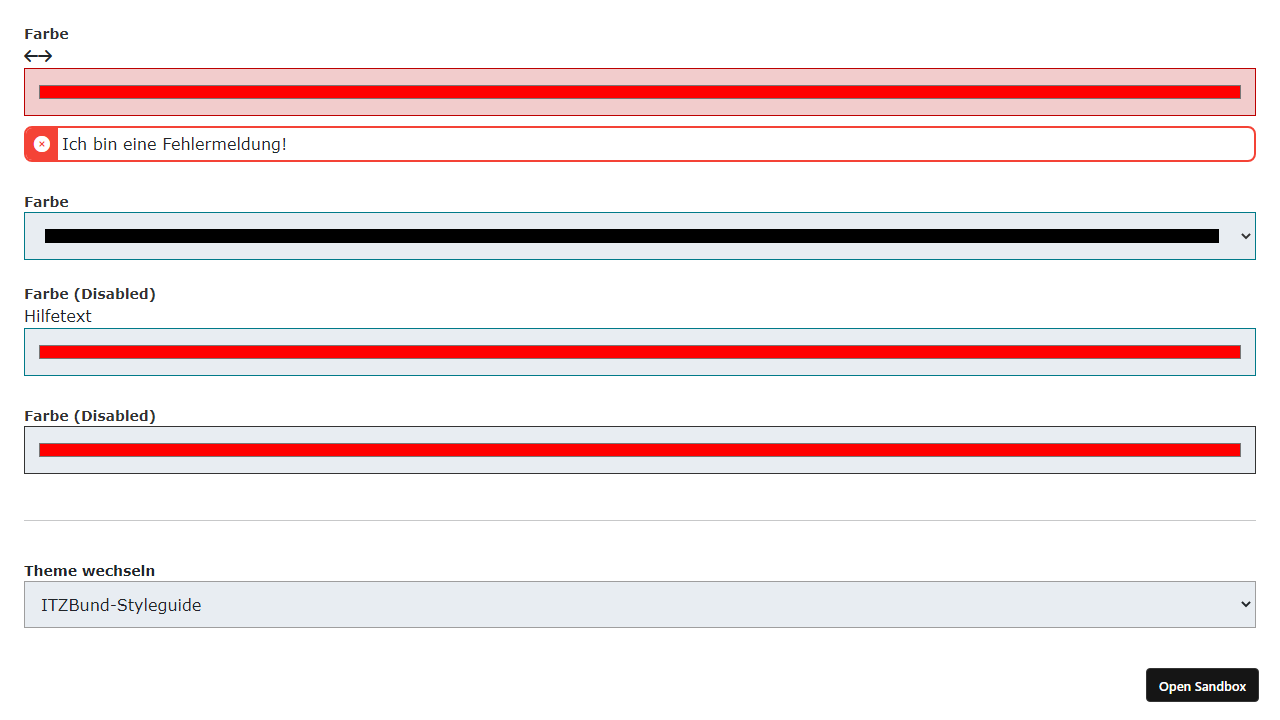 Farbe
Ich bin eine Fehlermeldung!
Farbe
Farbe (Disabled)
Hilfetext
Farbe (Disabled)
Theme wechseln
ITZBund-Styleguide
Open Sandbox